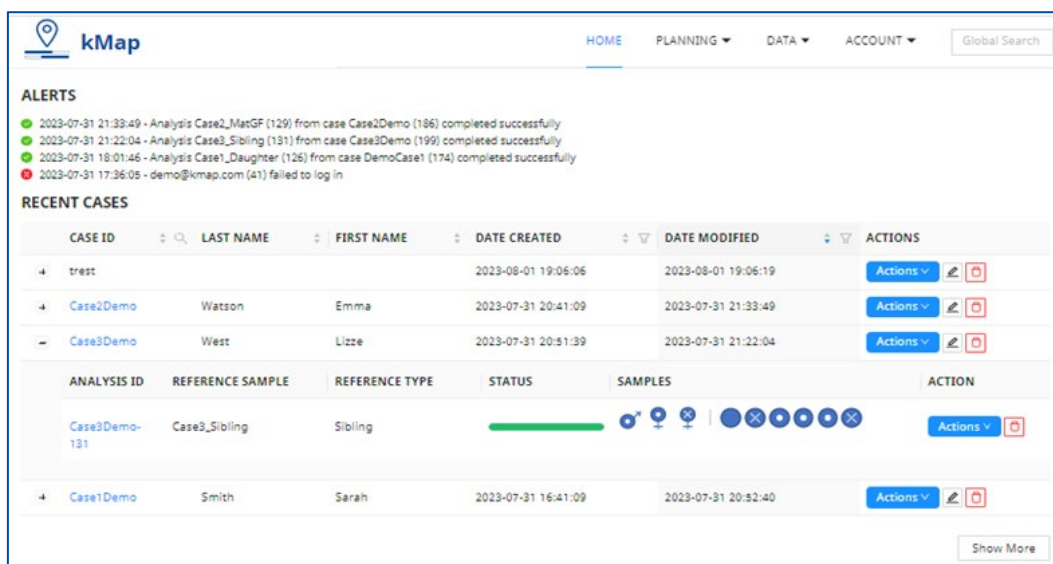 kMap
HOME PLANNING DATA ACCOUNT Global Search
ALERTS
2023-07-31 21:33:49 - Analysis Case2_MatGF (129) from case Case2Demo (186) completed successfully
2023-07-31 21:22:04 - Analysis Case3_Sibling (131) from case Case3Demo (199) completed successfully
2023-07-31 18:01:46 - Analysis Case1_Daughter (126) from case DemoCase1 (174) completed successfully
2023-07-31 17:36:05 - demo@kmap.com (41) failed to log in
RECENT CASES
CASE ID LAST NAME FIRST NAME DATE CREATED DATE MODIFIED ACTIONS
+ trest 2023-08-01 19:06:06 2023-08-01 19:06:19 Actions
+ Case2Demo Watson Emma 2023-07-31 20:41:09 2023-07-31 21:33:49 Actions
- Case3Demo West Lizze 2023-07-31 20:51:39 2023-07-31 21:22:04 Actions
ANALYSIS ID REFERENCE SAMPLE REFERENCE TYPE STATUS SAMPLES ACTION
Case3Demo- Case3_Sibling Sibling Actions
131
+ Case1Demo Smith Sarah 2023-07-31 16:41:09 2023-07-31 20:52:40 Actions
Show More